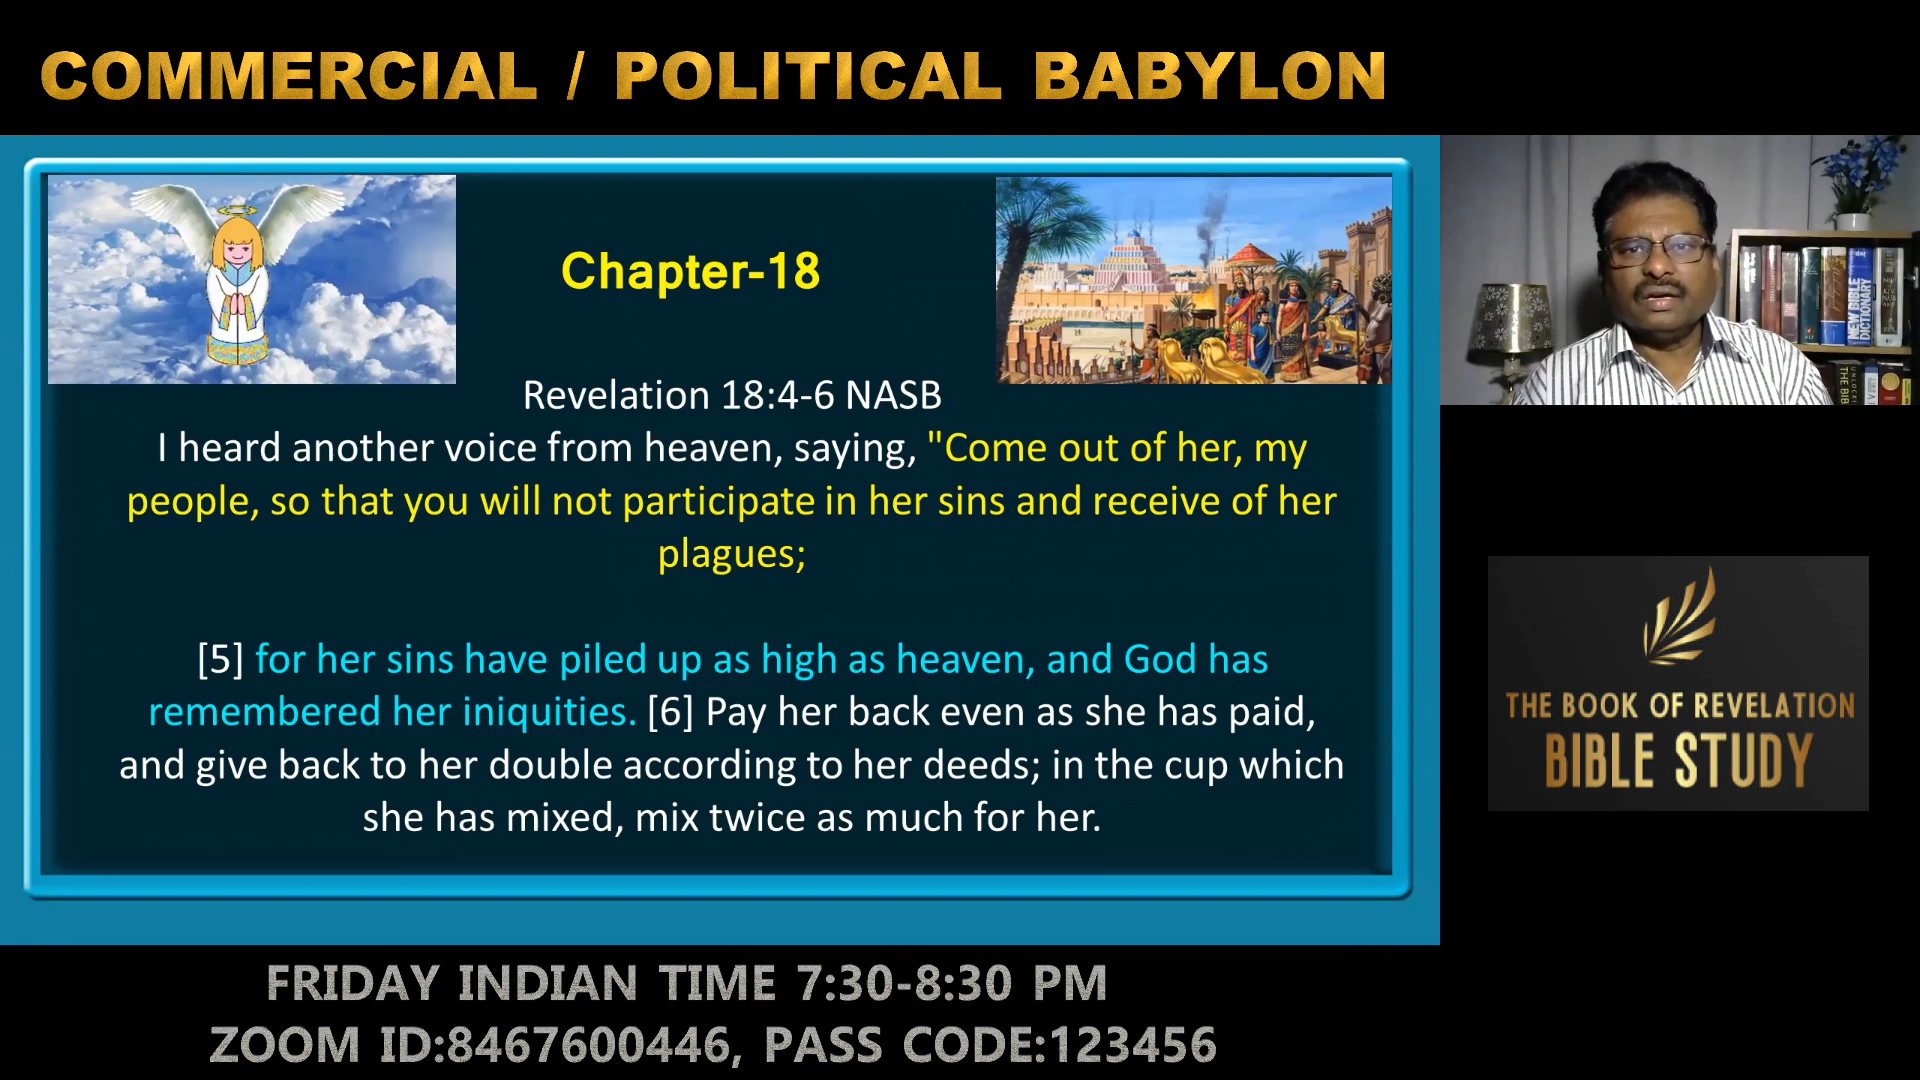 COMMERCIAL / POLITICAL BABYLON
Chapter-18
Revelation 18:4-6 NASB
I heard another voice from heaven, saying, "Come out of her, my
people, so that you will not participate in her sins and receive of her
plagues;
[5] for her sins have piled up as high as heaven, and God has
remembered her iniquities. [6] Pay her back even as she has paid,
and give back to her double according to her deeds; in the cup which
she has mixed, mix twice as much for her.
NEW BIBLE
DICTIONARY
THE BOOK OF REVELATION
BIBLE STUDY
FRIDAY INDIAN TIME 7:30-8:30 PM
ZOOM ID:8467600446, PASS CODE:123456